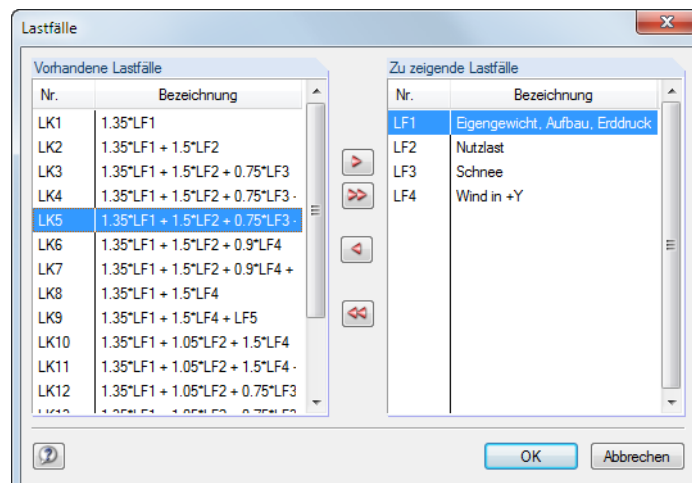 Lastfälle
Vorhandene Lastfälle
Nr. Bezeichnung
LK1 1.35*LF1
LK2 1.35*LF1 + 1.5*LF2
LK3 1.35*LF1 + 1.5*LF2 + 0.75*LF3
LK4 1.35*LF1 + 1.5*LF2 + 0.75*LF3 -
LK5 1.35*LF1 + 1.5*LF2 + 0.75*LF3 -
LK6 1.35*LF1 + 1.5*LF2 + 0.9*LF4
LK7 1.35*LF1 + 1.5*LF2 + 0.9*LF4 +
LK8 1.35*LF1 + 1.5*LF4
LK9 1.35*LF1 + 1.5*LF4 + LF5
LK10 1.35*LF1 + 1.05*LF2 + 1.5*LF4
LK11 1.35*LF1 + 1.05*LF2 + 1.5*LF4 -
LK12 1.35*LF1 + 1.05*LF2 + 0.75*LF3
Zu zeigende Lastfälle
Nr. Bezeichnung
LF1 Eigengewicht, Aufbau, Erddruck
LF2 Nutzlast
LF3 Schnee
LF4 Wind in +Y
OK Abbrechen